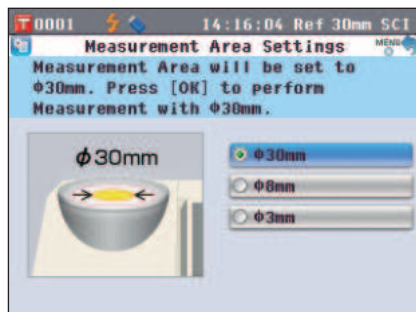 T 0001 14:16:04 Ref 30mm SCI
Measurement Area Settings MENU
Measurement Area will be set to
Φ30mm. Press [OK] to perform
Measurement with Φ30mm.
ϕ30mm
Φ30mm
Φ8mm
Φ3mm